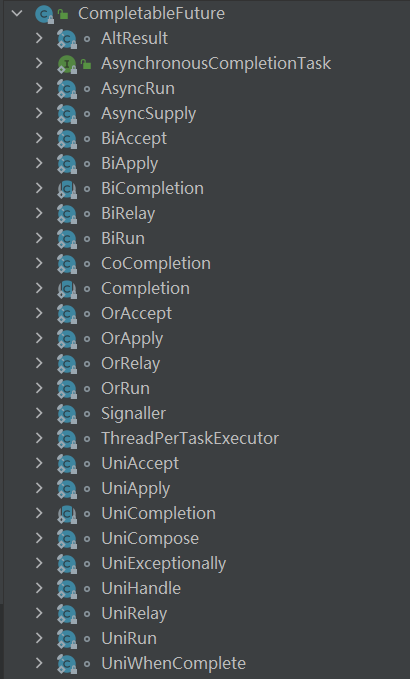 CompletableFuture
AltResult
AsynchronousCompletionTask
AsyncRun
AsyncSupply
BiAccept
BiApply
BiCompletion
BiRelay
BiRun
CoCompletion
Completion
OrAccept
OrApply
OrRelay
OrRun
Signaller
ThreadPerTaskExecutor
UniAccept
UniApply
UniCompletion
UniCompose
UniExceptionally
UniHandle
UniRelay
UniRun
UniWhenComplete